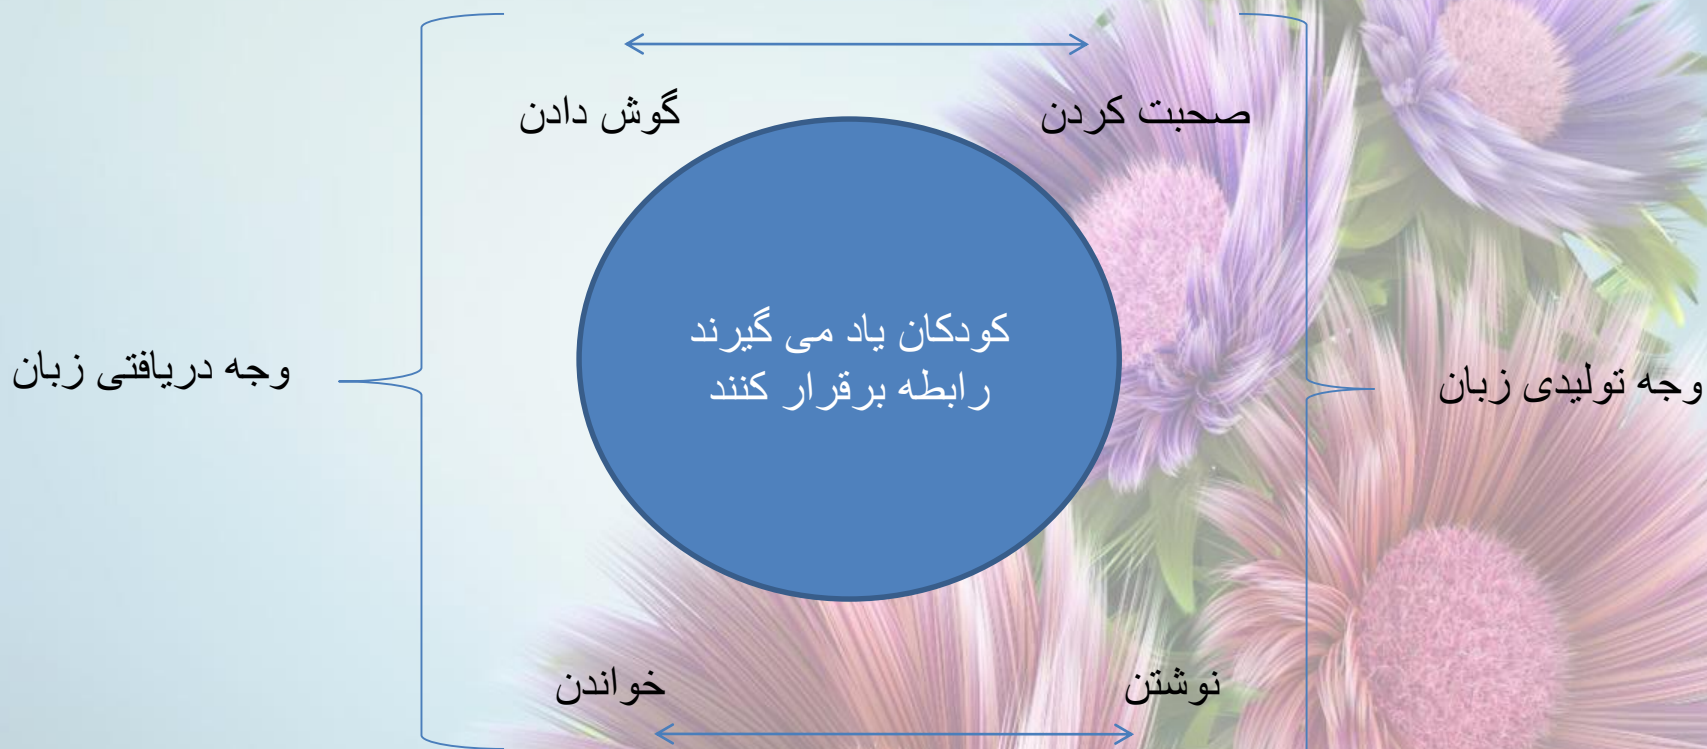 صحبت کردن
گوش دادن
کودکان یاد می گیرند
رابطه برقرار کنند
وجه تولیدی زبان
وجه دریافتی زبان
نوشتن
خواندن